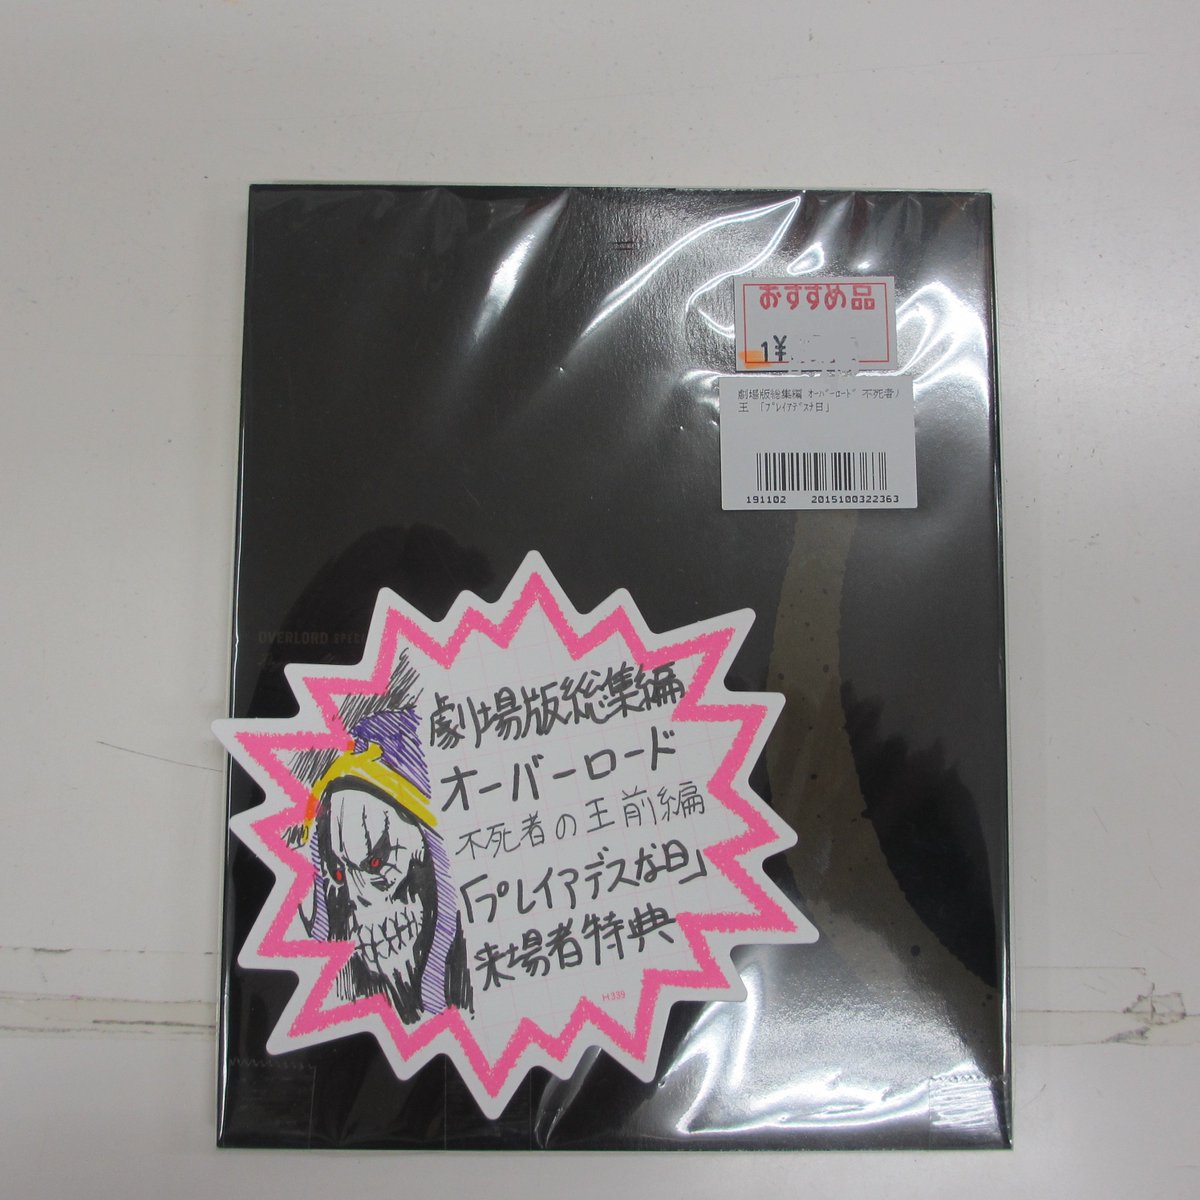 おすすめ品
1¥
劇場版総集編 ｵｰﾊﾞｰﾛｰﾄﾞ 不死者ﾉ
王 「ﾌﾟﾚｲｱﾃﾞｽﾅ日」
191102 2015100322363
OVERLORD SPECI
劇場版総集編
オーバーロード
不死者の王前編
「プレイアデスな日」
来場者特典
H339